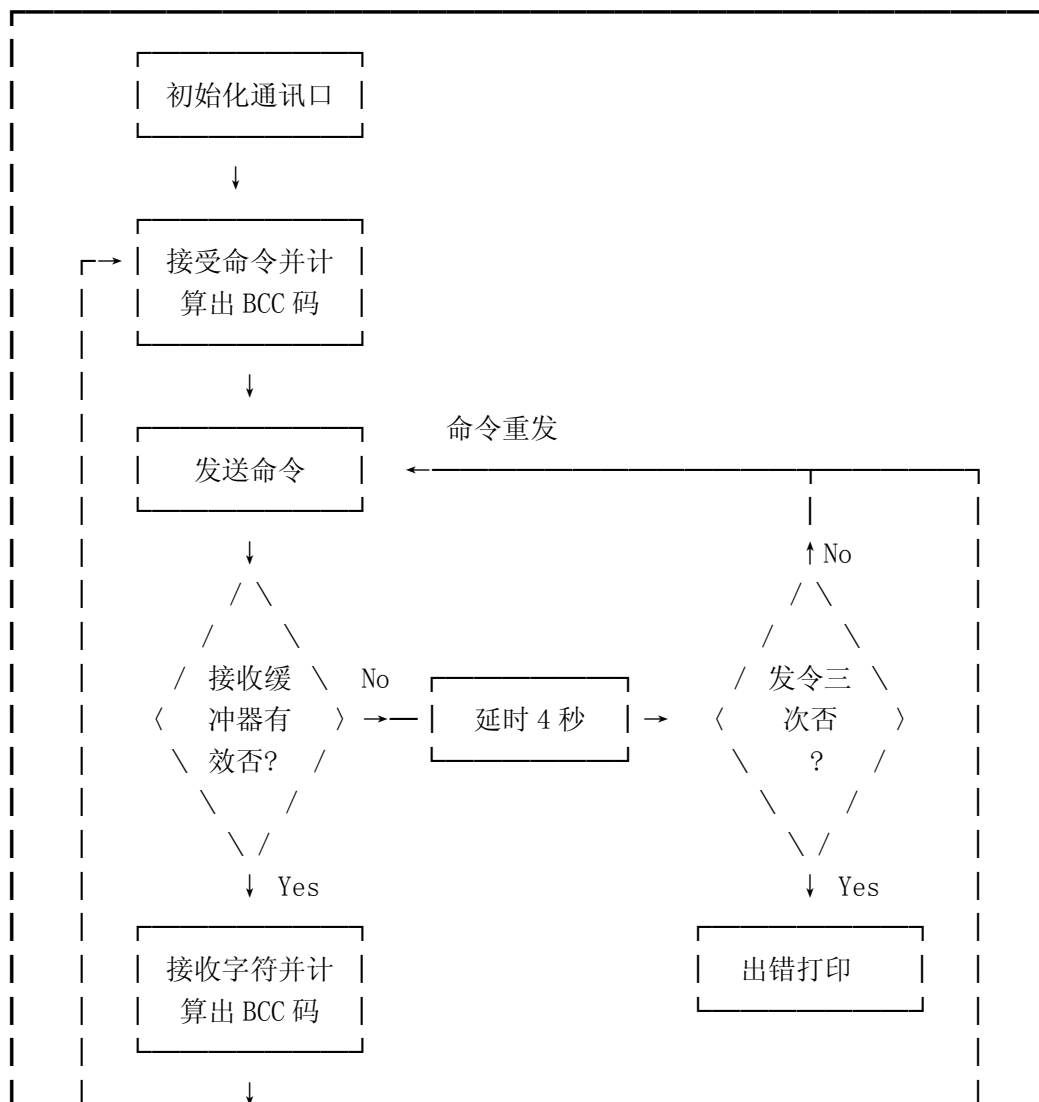 初始化通讯口
接受命令并计
算出 BCC 码
命令重发
发送命令
No
接收缓
冲器有
效否?
No
延时 4 秒
发令三
次否
?
Yes
Yes
接收字符并计
算出 BCC 码
出错打印